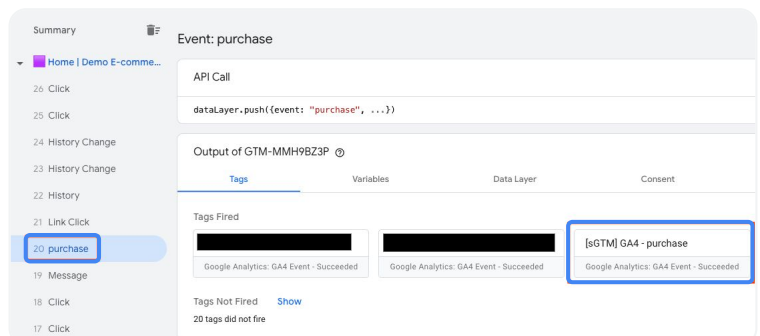 Summary
Home | Demo E-comme...
26 Click
25 Click
24 History Change
23 History Change
22 History
21 Link Click
20 purchase
19 Message
18 Click
17 Click
Event: purchase
API Call
dataLayer.push({event: "purchase", ...})
Output of GTM-MMH9BZ3P
Tags Variables Data Layer Consent
Tags Fired
[sGTM] GA4 - purchase
Google Analytics: GA4 Event - Succeeded Google Analytics: GA4 Event - Succeeded Google Analytics: GA4 Event - Succeeded
Tags Not Fired Show
20 tags did not fire